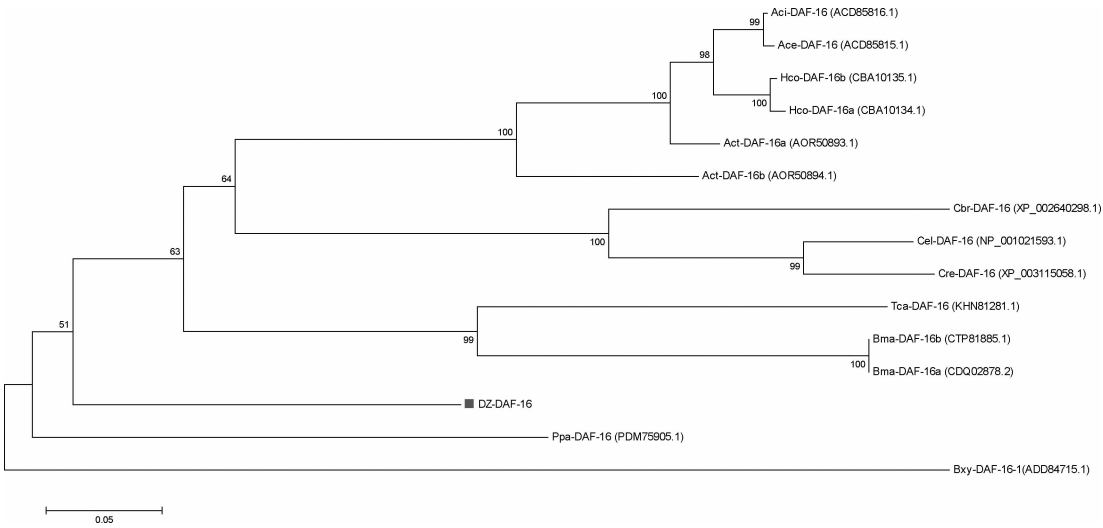 Aci-DAF-16 (ACD85816.1)
99
Ace-DAF-16 (ACD85815.1)
98
Hco-DAF-16b (CBA10135.1)
100
100
Hco-DAF-16a (CBA10134.1)
100
Act-DAF-16a (AOR50893.1)
Act-DAF-16b (AOR50894.1)
64
Cbr-DAF-16 (XP_002640298.1)
100
Cel-DAF-16 (NP_001021593.1)
63
99
Cre-DAF-16 (XP_003115058.1)
Tca-DAF-16 (KHN81281.1)
51
99
Bma-DAF-16b (CTP81885.1)
100
Bma-DAF-16a (CDQ02878.2)
DZ-DAF-16
Ppa-DAF-16 (PDM75905.1)
Bxy-DAF-16-1(ADD84715.1)
0.05